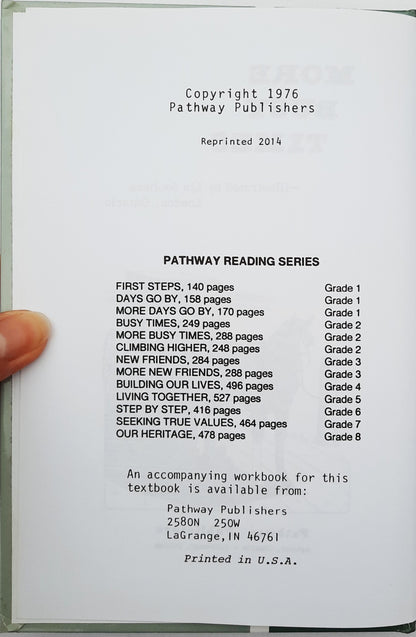 Copyright 1976
Pathway Publishers
Reprinted 2014
PATHWAY READING SERIES
FIRST STEPS, 140 pages Grade 1
DAYS GO BY, 158 pages Grade 1
MORE DAYS GO BY, 170 pages Grade 1
BUSY TIMES, 249 pages Grade 2
MORE BUSY TIMES, 288 pages Grade 2
CLIMBING HIGHER, 248 pages Grade 2
NEW FRIENDS, 284 pages Grade 3
MORE NEW FRIENDS, 288 pages Grade 3
BUILDING OUR LIVES, 496 pages Grade 4
LIVING TOGETHER, 527 pages Grade 5
STEP BY STEP, 416 pages Grade 6
SEEKING TRUE VALUES, 464 pages Grade 7
OUR HERITAGE, 478 pages Grade 8
An accompanying workbook for this
textbook is available from:
Pathway Publishers
2580N 250W
LaGrange, IN 46761
Printed in U.S.A.